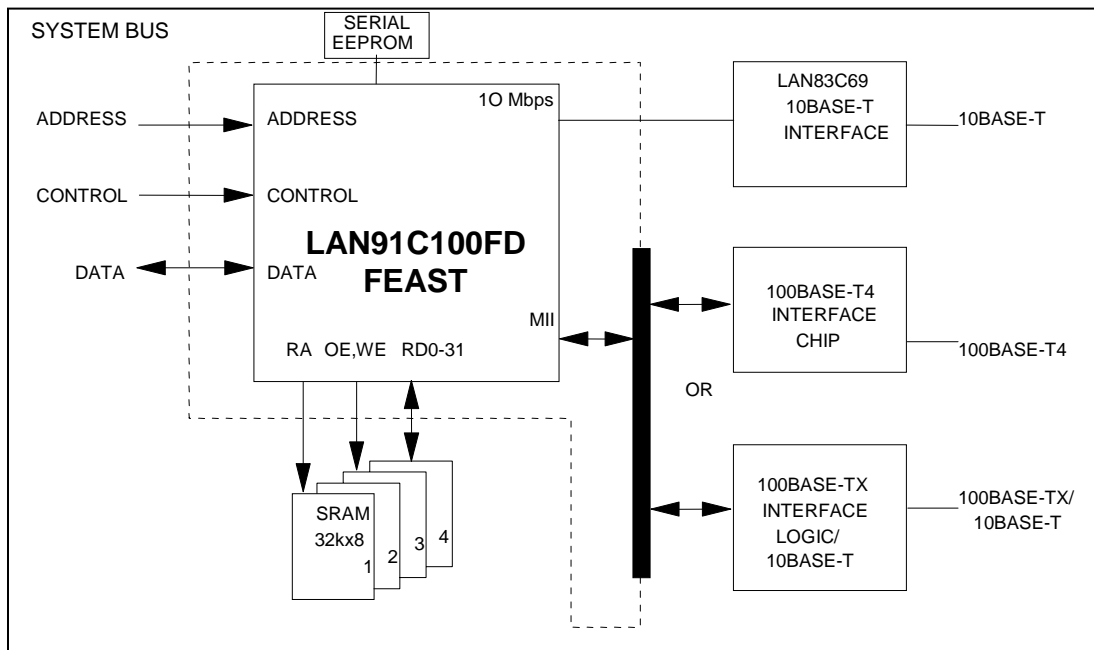 SYSTEM BUS
SERIAL
EEPROM
ADDRESS
CONTROL
DATA
1O Mbps
ADDRESS
CONTROL
LAN91C100FD
FEAST
DATA
MII
RA OE,WE RD0-31
SRAM
32kx8
1
2
3
4
LAN83C69
10BASE-T
INTERFACE
10BASE-T
100BASE-T4
INTERFACE
CHIP
100BASE-T4
OR
100BASE-TX
INTERFACE
LOGIC/
10BASE-T
100BASE-TX/
10BASE-T